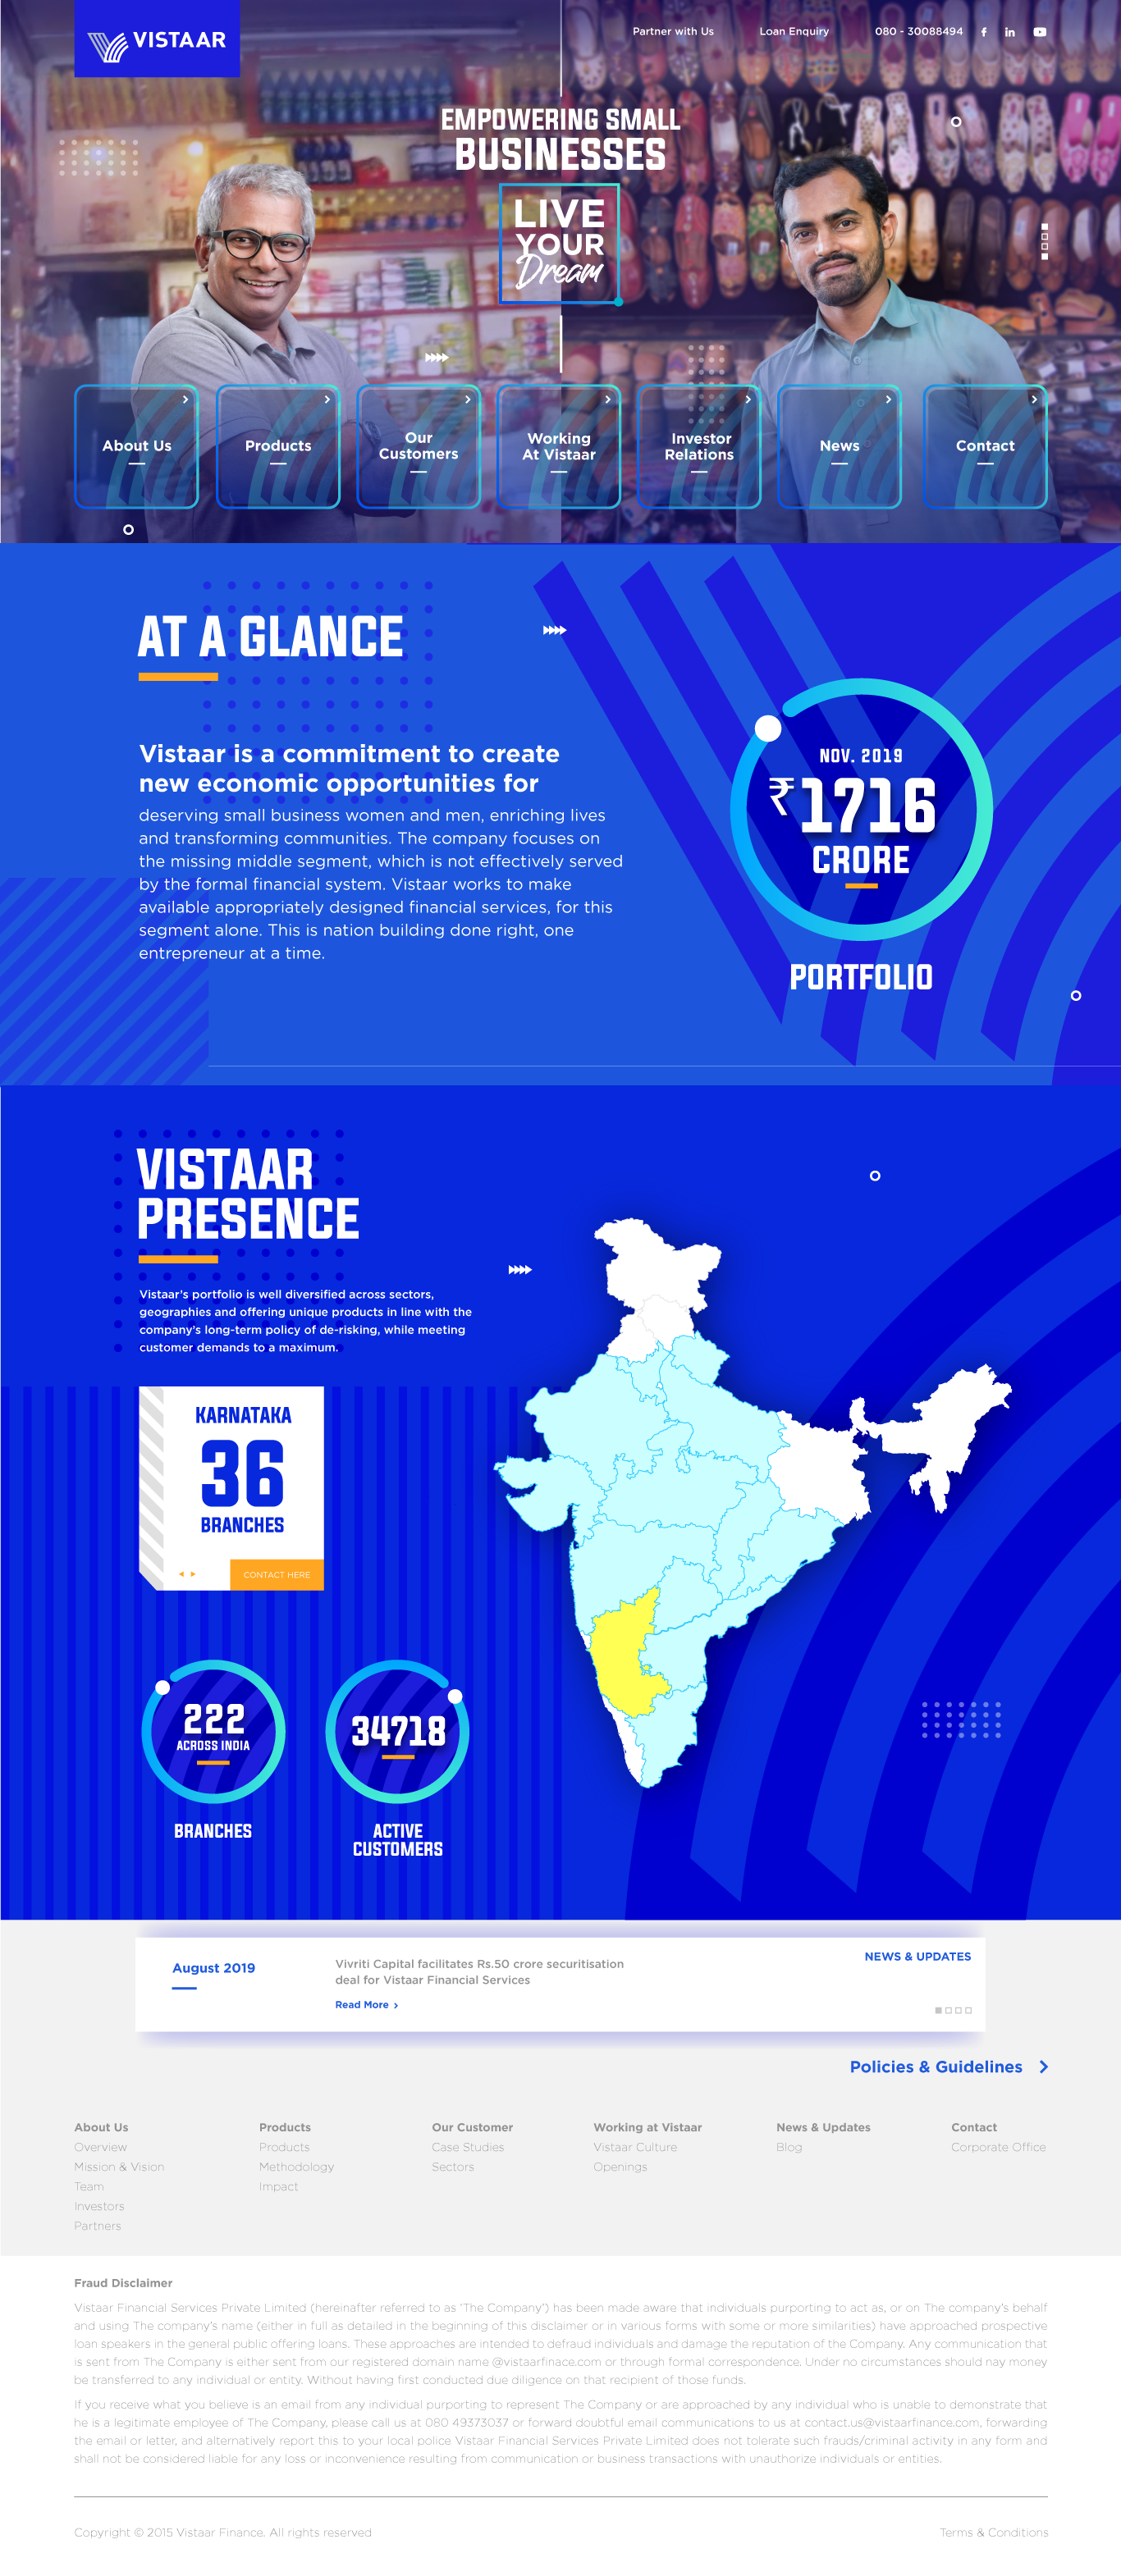 VISTAAR
Partner with Us
Loan Enquiry
080 - 30088494
f
in
EMPOWERING SMALL
BUSINESSES
LIVE
YOUR
Dream
About Us
Products
Our
Customers
Working
At Vistaar
Investor
Relations
News
Contact
AT A GLANCE
Vistaar is a commitment to create
new economic opportunities for
deserving small business women and men, enriching lives
and transforming communities. The company focuses on
the missing middle segment, which is not effectively served
by the formal financial system. Vistaar works to make
available appropriately designed financial services, for this
segment alone. This is nation building done right, one
entrepreneur at a time.
NOV. 2019
₹1716
CRORE
PORTFOLIO
VISTAAR
PRESENCE
Vistaar's portfolio is well diversified across sectors,
geographies and offering unique products in line with the
company's long-term policy of de-risking, while meeting
customer demands to a maximum.
KARNATAKA
36
BRANCHES
CONTACT HERE
222
ACROSS INDIA
BRANCHES
34718
ACTIVE
CUSTOMERS
August 2019
Vivriti Capital facilitates Rs.50 crore securitisation
deal for Vistaar Financial Services
Read More
NEWS & UPDATES
Policies & Guidelines
About Us
Overview
Mission & Vision
Team
Investors
Partners
Products
Products
Methodology
Impact
Our Customer
Case Studies
Sectors
Working at Vistaar
Vistaar Culture
Openings
News & Updates
Blog
Contact
Corporate Office
Fraud Disclaimer
Vistaar Financial Services Private Limited (hereinafter referred to as 'The Company') has been made aware that individuals purporting to act as, or on The company's behalf
and using The company's name (either in full as detailed in the beginning of this disclaimer or in various forms with some or more similarities) have approached prospective
loan speakers in the general public offering loans. These approaches are intended to defraud individuals and damage the reputation of the Company. Any communication that
is sent from The Company is either sent from our registered domain name @vistaarfinace.com or through formal correspondence. Under no circumstances should nay money
be transferred to any individual or entity. Without having first conducted due diligence on that recipient of those funds.
If you receive what you believe is an email from any individual purporting to represent The Company or are approached by any individual who is unable to demonstrate that
he is a legitimate employee of The Company, please call us at 080 49373037 or forward doubtful email communications to us at contact.us@vistaarfinance.com, forwarding
the email or letter, and alternatively report this to your local police Vistaar Financial Services Private Limited does not tolerate such frauds/criminal activity in any form and
shall not be considered liable for any loss or inconvenience resulting from communication or business transactions with unauthorize individuals or entities.
Copyright © 2015 Vistaar Finance. All rights reserved
Terms & Conditions